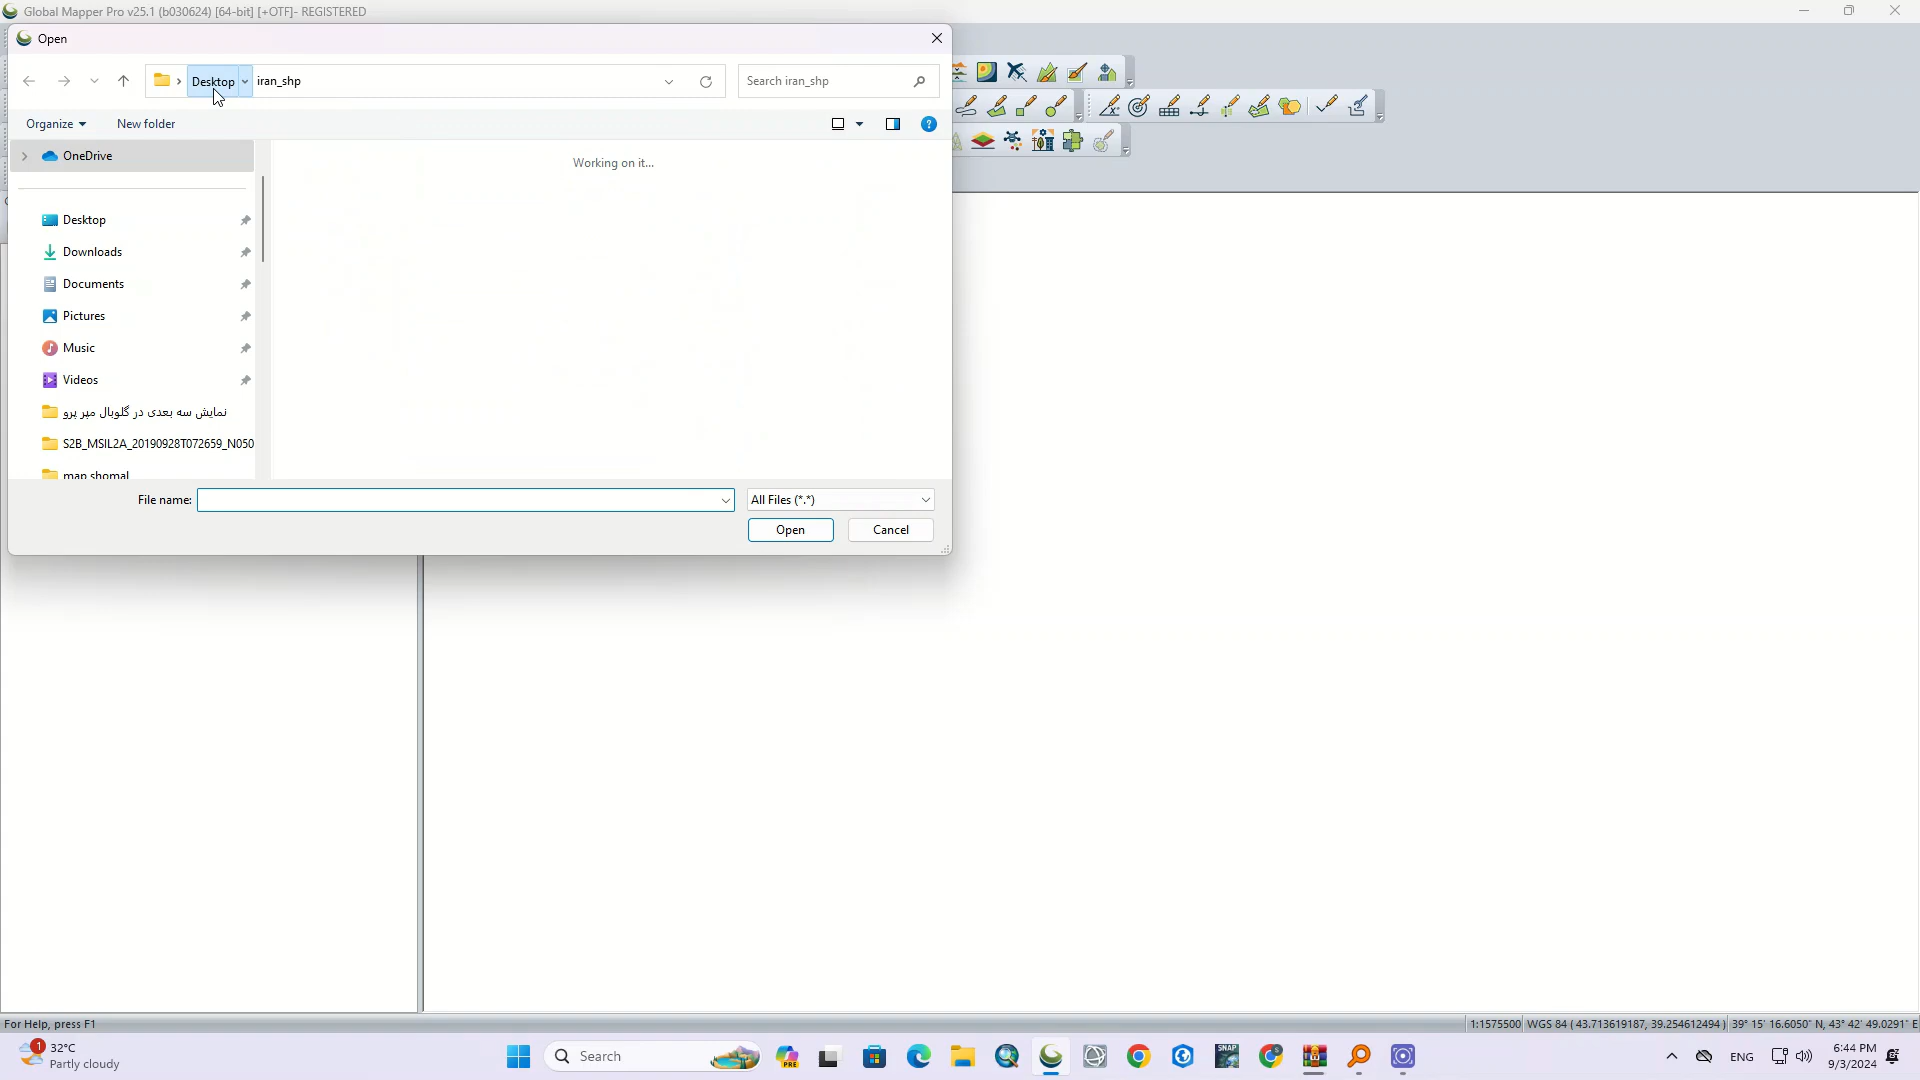 Global Mapper Pro v25.1 (b030624) [64-bit] [+OTF]- REGISTERED
Open
Desktop iran_shp
Search iran_shp
Organize
New folder
OneDrive
Working on it...
Desktop
Downloads
Documents
Pictures
Music
Videos
نمایش سه بعدی در گلوبال مپر پرو
S2B_MSIL2A_20190928T072659_N050
map shomal
File name:
All Files (*.*)
Open
Cancel
For Help, press F1
1:1575500
WGS 84 ( 43.713619187, 39.254612494 )
39° 15' 16.6050" N, 43° 42' 49.0291" E
1
32°C
Partly cloudy
Search
PRE
SNAP
ENG
6:44 PM
9/3/2024